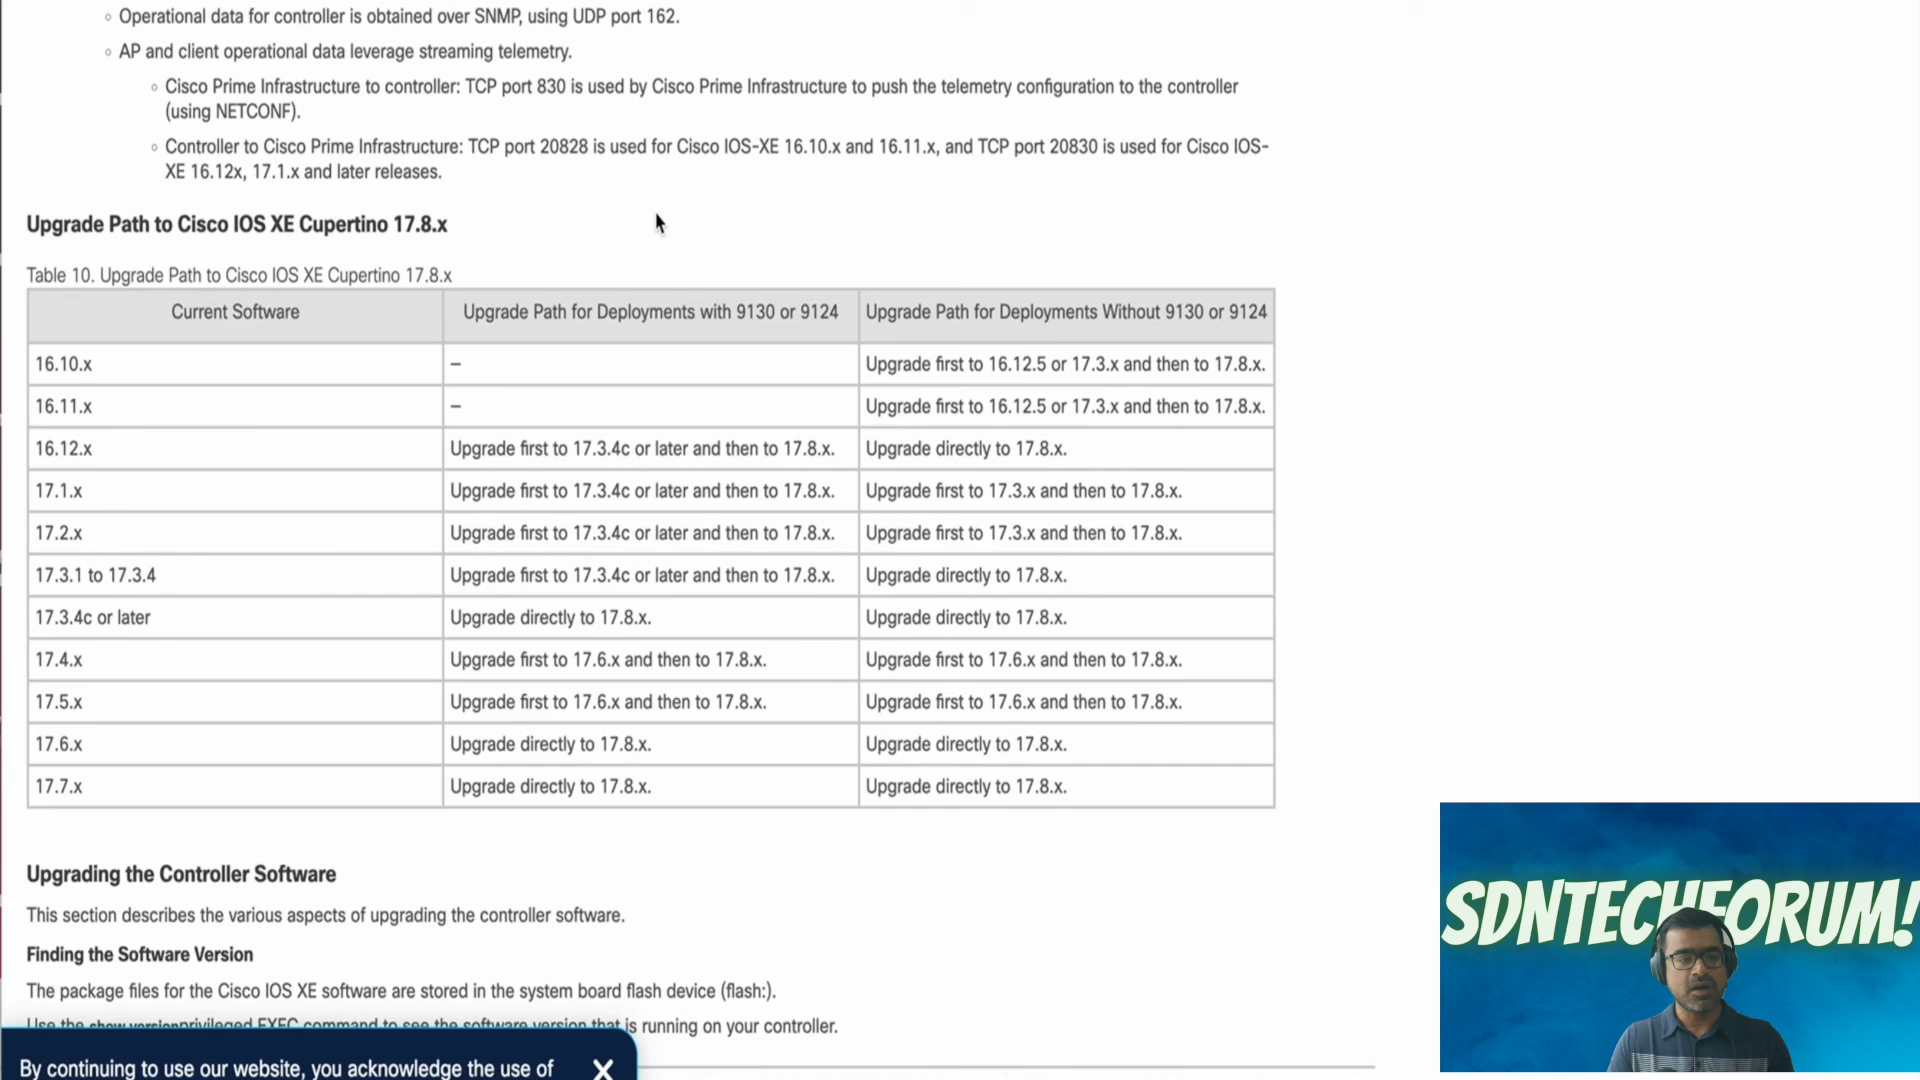 Operational data for controller is obtained over SNMP, using UDP port 162.
AP and client operational data leverage streaming telemetry.
Cisco Prime Infrastructure to controller: TCP port 830 is used by Cisco Prime Infrastructure to push the telemetry configuration to the controller
(using NETCONF).
Controller to Cisco Prime Infrastructure: TCP port 20828 is used for Cisco IOS-XE 16.10.x and 16.11.x, and TCP port 20830 is used for Cisco IOS-
XE 16.12x, 17.1.x and later releases.
Upgrade Path to Cisco IOS XE Cupertino 17.8.x
Table 10. Upgrade Path to Cisco IOS XE Cupertino 17.8.x
Current Software Upgrade Path for Deployments with 9130 or 9124 Upgrade Path for Deployments Without 9130 or 9124
16.10.x – Upgrade first to 16.12.5 or 17.3.x and then to 17.8.x.
16.11.x – Upgrade first to 16.12.5 or 17.3.x and then to 17.8.x.
16.12.x Upgrade first to 17.3.4c or later and then to 17.8.x. Upgrade directly to 17.8.x.
17.1.x Upgrade first to 17.3.4c or later and then to 17.8.x. Upgrade first to 17.3.x and then to 17.8.x.
17.2.x Upgrade first to 17.3.4c or later and then to 17.8.x. Upgrade first to 17.3.x and then to 17.8.x.
17.3.1 to 17.3.4 Upgrade first to 17.3.4c or later and then to 17.8.x. Upgrade directly to 17.8.x.
17.3.4c or later Upgrade directly to 17.8.x. Upgrade directly to 17.8.x.
17.4.x Upgrade first to 17.6.x and then to 17.8.x. Upgrade first to 17.6.x and then to 17.8.x.
17.5.x Upgrade first to 17.6.x and then to 17.8.x. Upgrade first to 17.6.x and then to 17.8.x.
17.6.x Upgrade directly to 17.8.x. Upgrade directly to 17.8.x.
17.7.x Upgrade directly to 17.8.x. Upgrade directly to 17.8.x.
Upgrading the Controller Software
This section describes the various aspects of upgrading the controller software.
Finding the Software Version
The package files for the Cisco IOS XE software are stored in the system board flash device (flash:).
Use the show versionprivileged EXEC command to see the software version that is running on your controller.
By continuing to use our website, you acknowledge the use of X
SDNTECHFORUM!